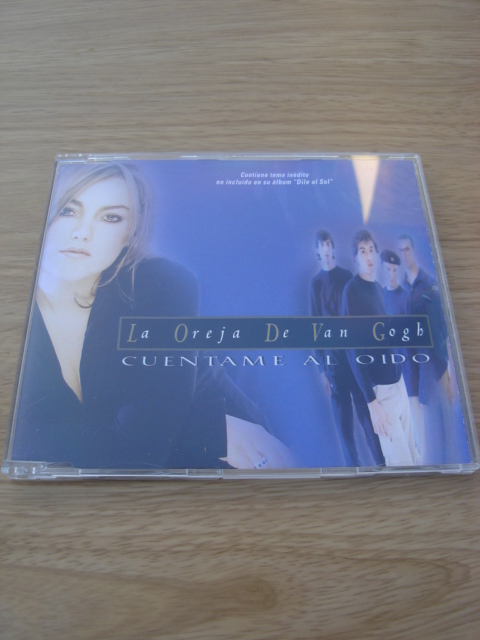 Contiene tema inédito
no incluido en su álbum "Dile al Sol"
La Oreja De Van Gogh
CUENTAME AL OIDO